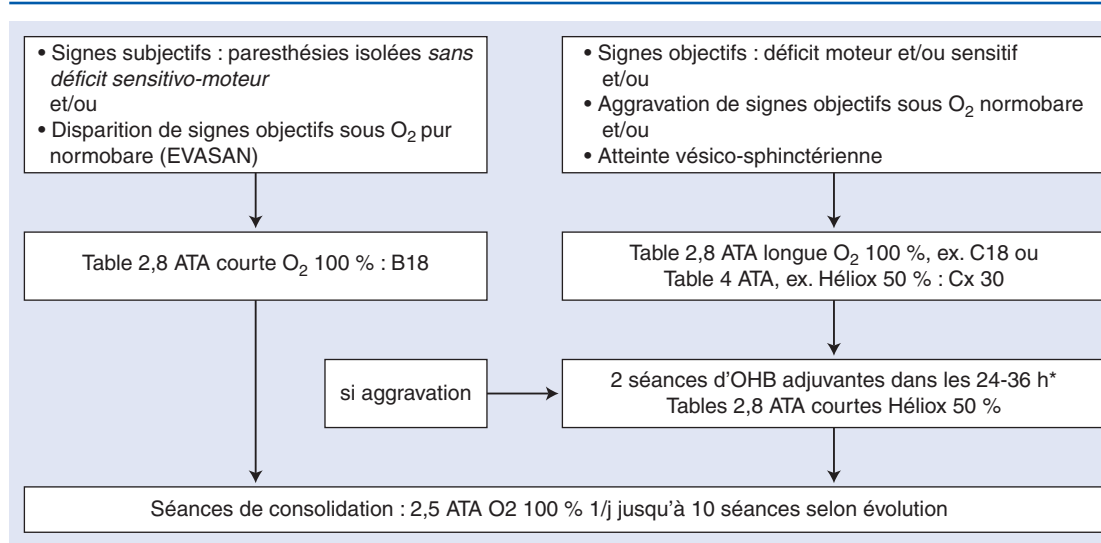 • Signes subjectifs : paresthésies isolées sans
déficit sensitivo-moteur
et/ou
• Disparition de signes objectifs sous O₂ pur
normobare (EVASAN)
• Signes objectifs : déficit moteur et/ou sensitif
et/ou
• Aggravation de signes objectifs sous O₂ normobare
et/ou
• Atteinte vésico-sphinctérienne
Table 2,8 ATA courte O₂ 100 % : B18
Table 2,8 ATA longue O₂ 100 %, ex. C18 ou
Table 4 ATA, ex. Héliox 50 % : Cx 30
si aggravation
2 séances d'OHB adjuvantes dans les 24-36 h*
Tables 2,8 ATA courtes Héliox 50 %
Séances de consolidation : 2,5 ATA O2 100 % 1/j jusqu'à 10 séances selon évolution